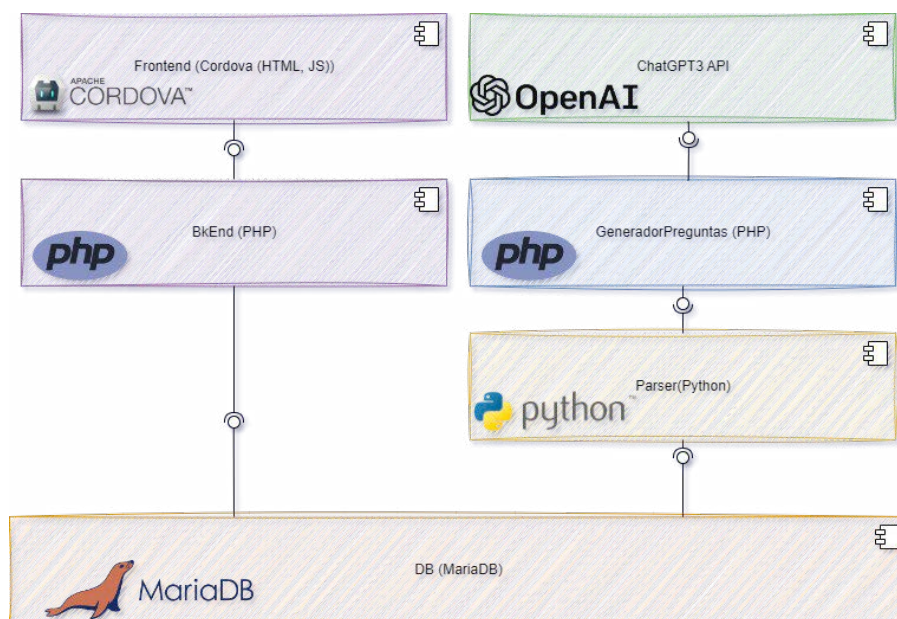 Frontend (Cordova (HTML, JS))
APACHE
CORDOVA™
ChatGPT3 API
OpenAI
BkEnd (PHP)
php
GeneradorPreguntas (PHP)
php
Parser(Python)
python™
DB (MariaDB)
MariaDB